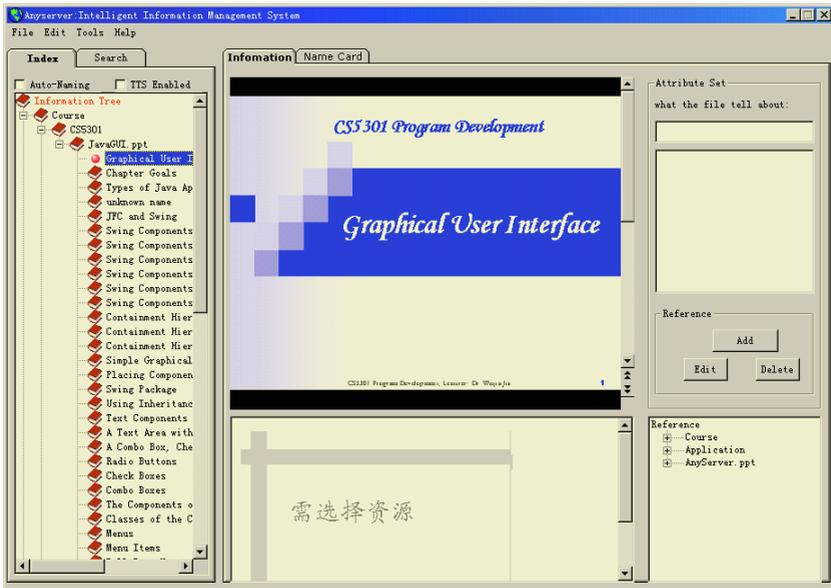 Anyserver:Intelligent Information Management System
File Edit Tools Help
Index Search
Auto-Naming TTS Enabled
Information Tree
Course
CS5301
JavaGUI.ppt
Graphical User I
Chapter Goals
Types of Java Ap
unknown name
JFC and Swing
Swing Components
Swing Components
Swing Components
Swing Components
Swing Components
Swing Components
Containment Hier
Containment Hier
Containment Hier
Simple Graphical
Placing Componen
Swing Package
Using Inheritanc
Text Components
A Text Area with
A Combo Box, Che
Radio Buttons
Check Boxes
Combo Boxes
The Components o
Classes of the C
Menus
Menu Items
Infomation Name Card
CS5301 Program Development
Graphical User Interface
CS5301 Program Development, Lecturer: Dr
1
需选择资源
Attribute Set
what the file tell about:
Reference
Add
Edit Delete
Reference
Course
Application
AnyServer.ppt